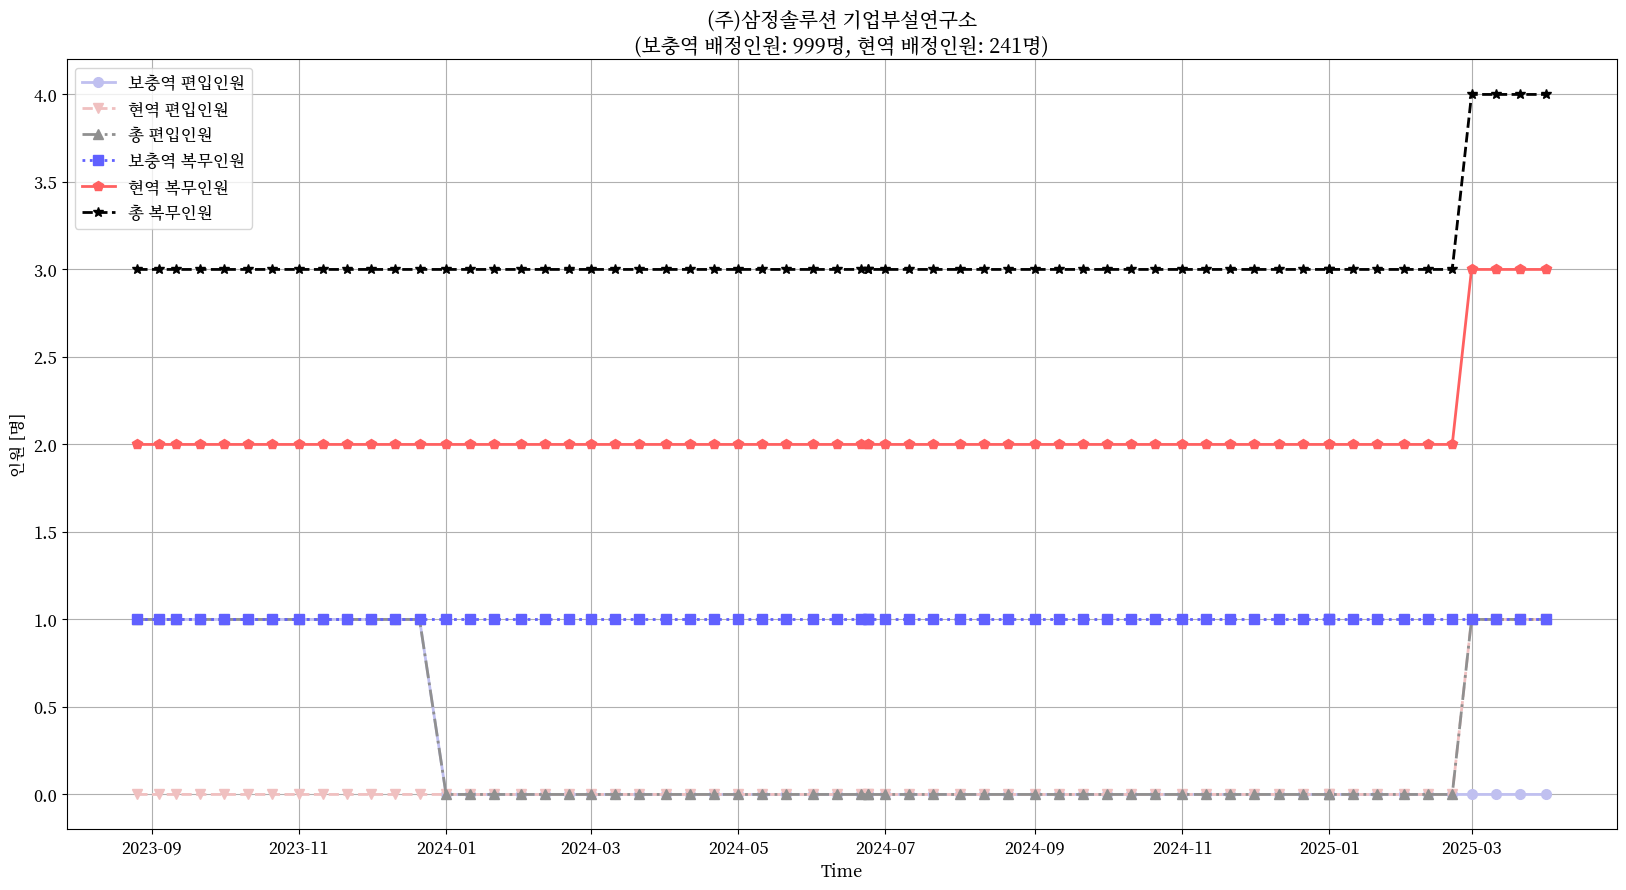 (주)삼정솔루션 기업부설연구소
(보충역 배정인원: 999명, 현역 배정인원: 241명)
보충역 편입인원
현역 편입인원
총 편입인원
보충역 복무인원
현역 복무인원
총 복무인원
인원 [명]
4.0
3.5
3.0
2.5
2.0
1.5
1.0
0.5
0.0
2023-09
2023-11
2024-01
2024-03
2024-05
2024-07
2024-09
2024-11
2025-01
2025-03
Time